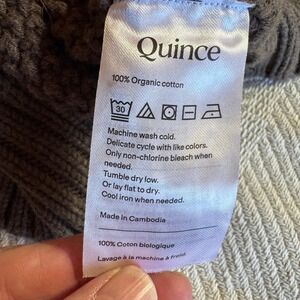 Quince
100% Organic cotton
30
Machine wash cold.
Delicate cycle with like colors.
Only non-chlorine bleach when
needed.
Tumble dry low.
Or lay flat to dry.
Cool iron when needed.
Made in Cambodia
100% Coton biologique
Lavage à la machine à froid.